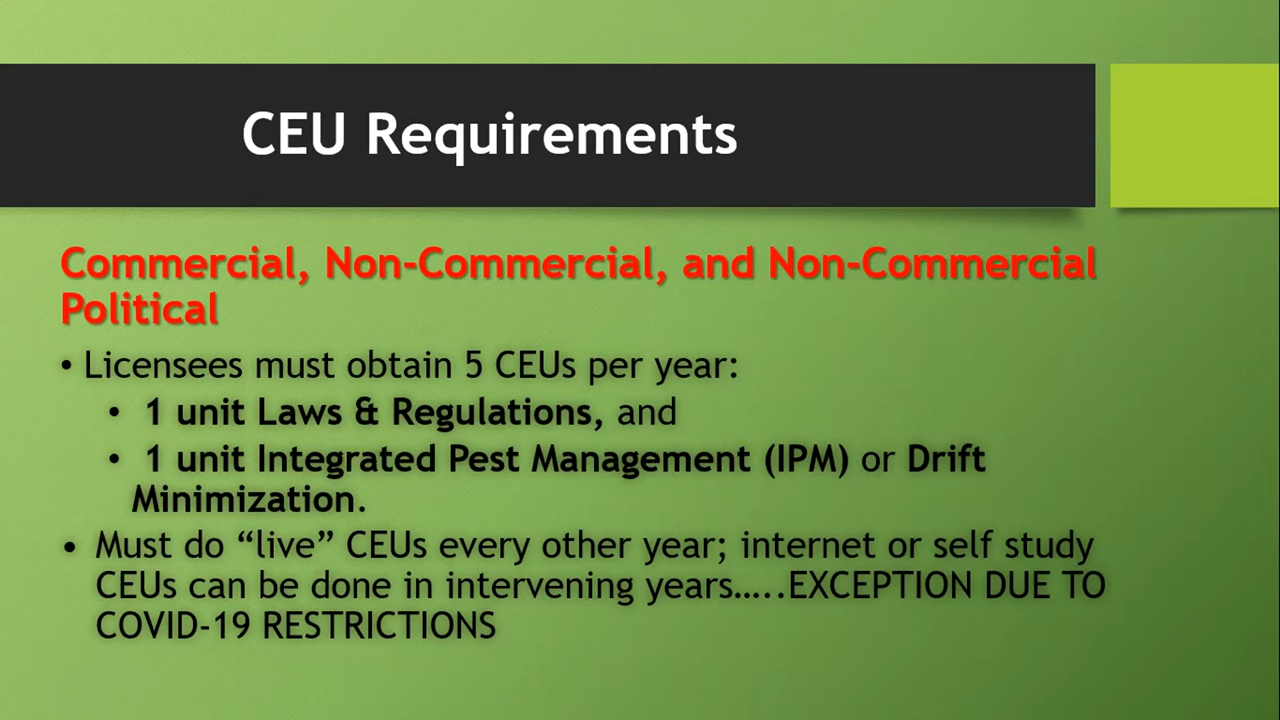 CEU Requirements
Commercial, Non-Commercial, and Non-Commercial
Political
• Licensees must obtain 5 CEUs per year:
• 1 unit Laws & Regulations, and
• 1 unit Integrated Pest Management (IPM) or Drift
Minimization.
• Must do “live” CEUs every other year; internet or self study
CEUs can be done in intervening years…..EXCEPTION DUE TO
COVID-19 RESTRICTIONS